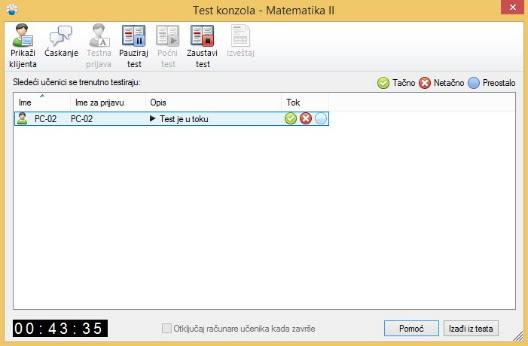 Test konzola - Matematika II
Prikaži klijenta
Ćaskanje
Testna prijava
Pauziraj test
Počni test
Zaustavi test
Izveštaj
Sledeći učenici se trenutno testiraju:
Tačno Netačno Preostalo
Ime Ime za prijavu Opis Tok
PC-02 PC-02 Test je u toku
00:43:35
Otključaj računare učenika kada završe
Pomoć
Izađi iz testa